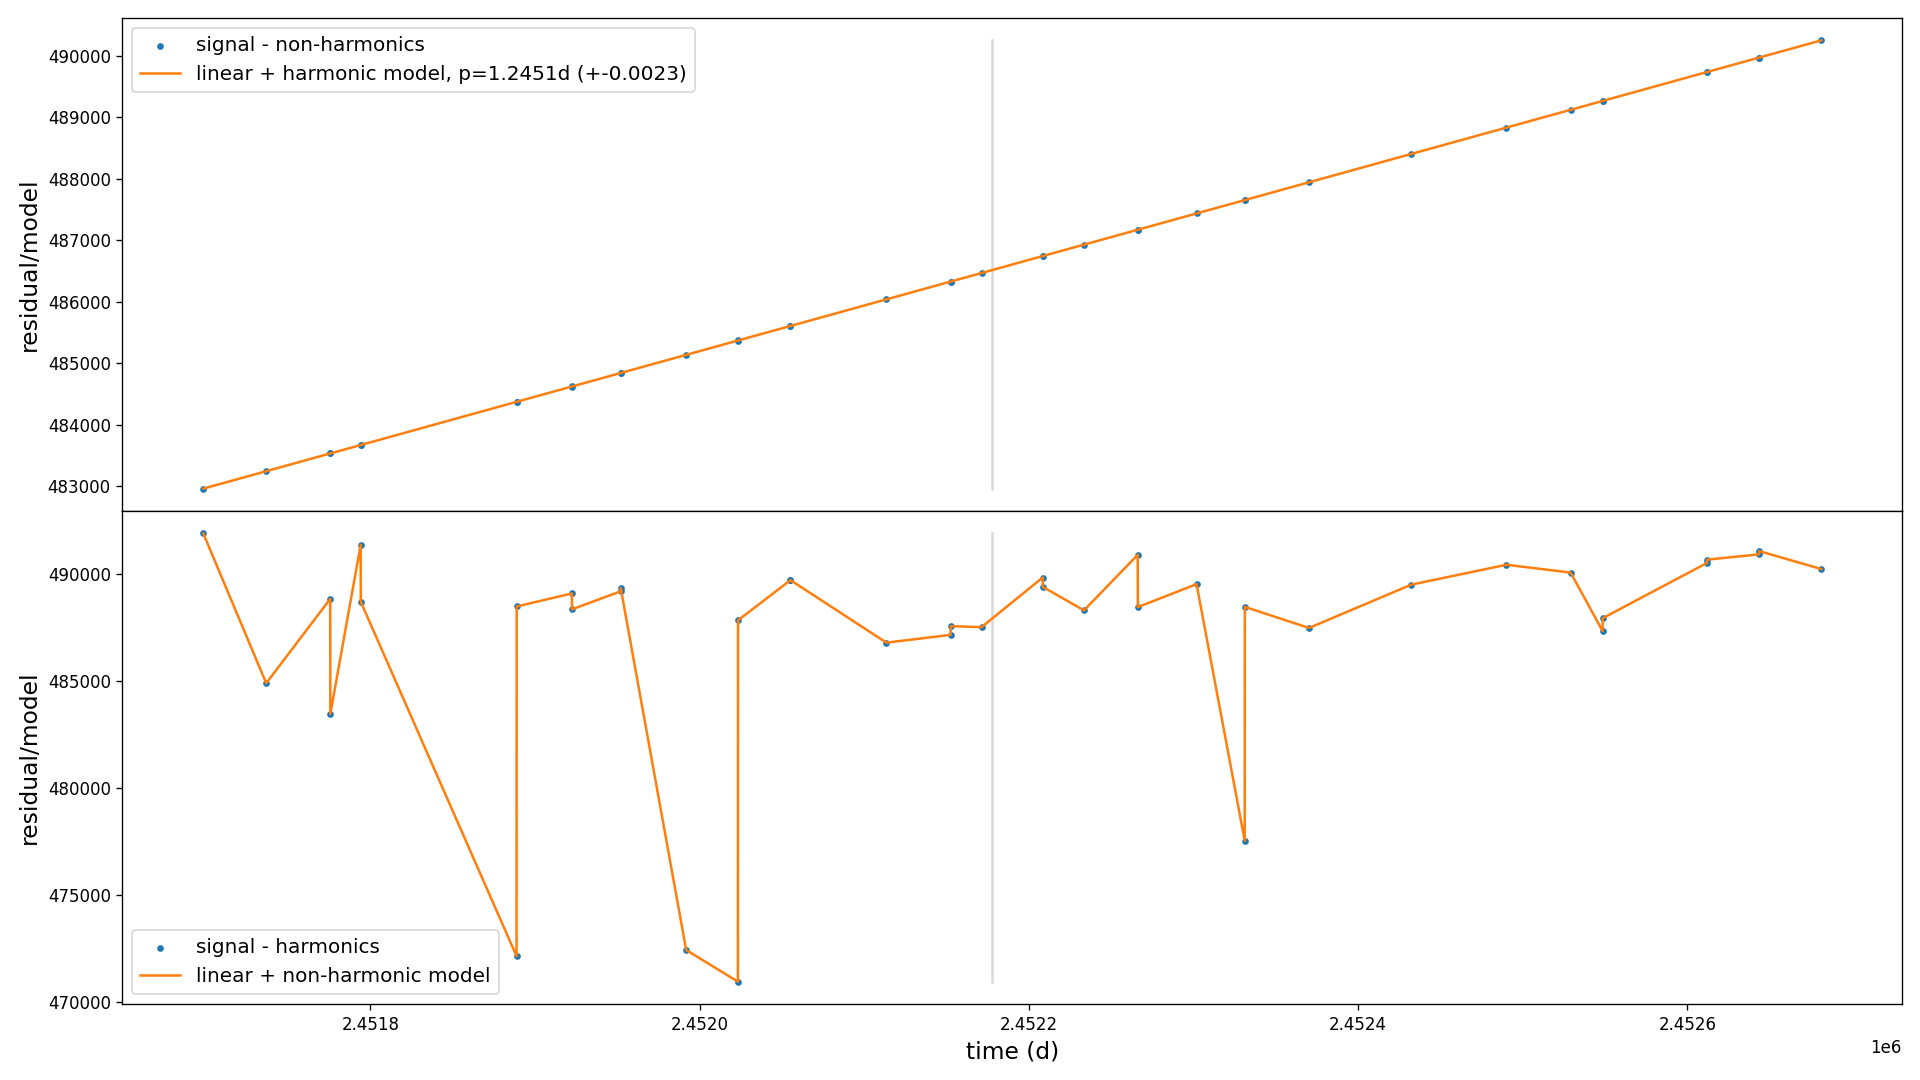 signal - non-harmonics
linear + harmonic model, p=1.2451d (+-0.0023)
490000
489000
488000
487000
486000
485000
484000
483000
residual/model
490000
485000
480000
475000
470000
residual/model
signal - harmonics
linear + non-harmonic model
2.4518
2.4520
2.4522
2.4524
2.4526
1e6
time (d)